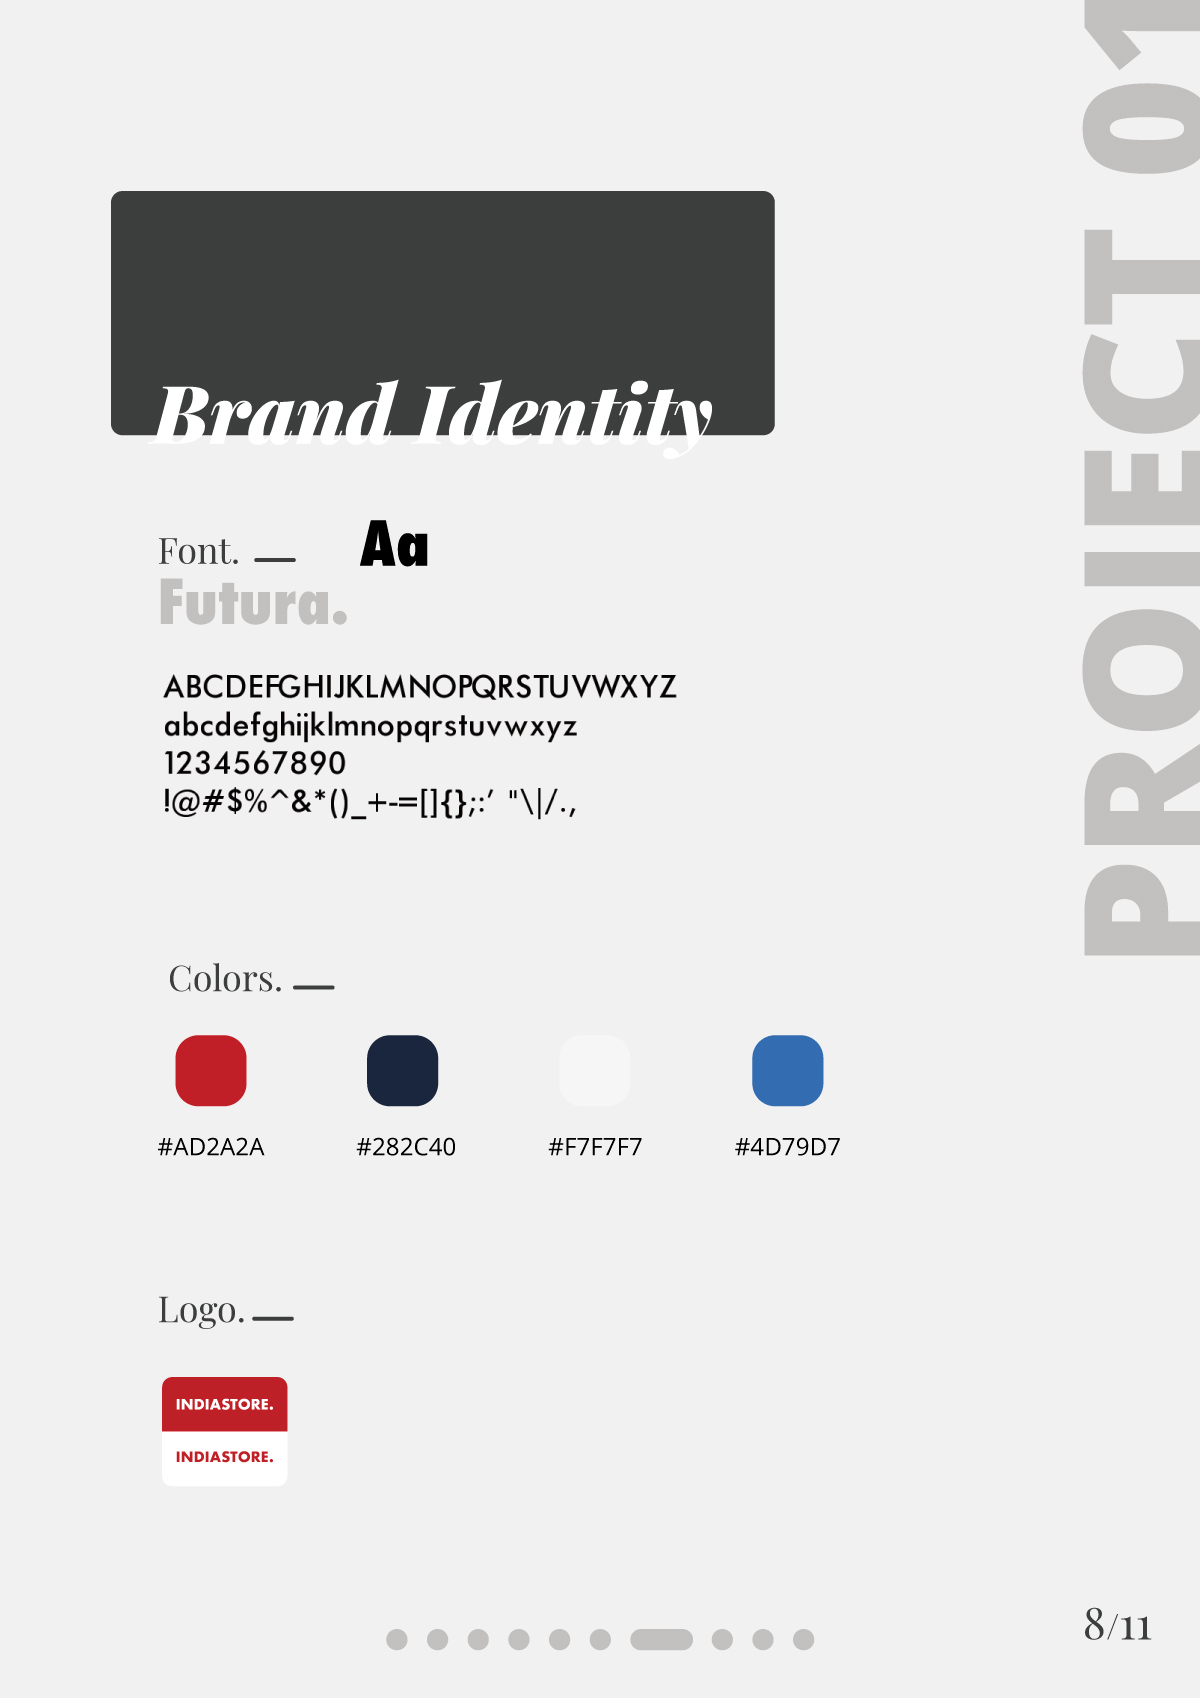 PROJECT 01
Brand Identity
Font.
Aa
Futura.
ABCDEFGHIJKLMNOPQRSTUVWXYZ
abcdefghijklmnopqrstuvwxyz
1234567890
!@#$%^&*()_+-=[]{};:’ "\|/.,
Colors.
#AD2A2A #282C40 #F7F7F7 #4D79D7
Logo.
INDIASTORE.
INDIASTORE.
8/11